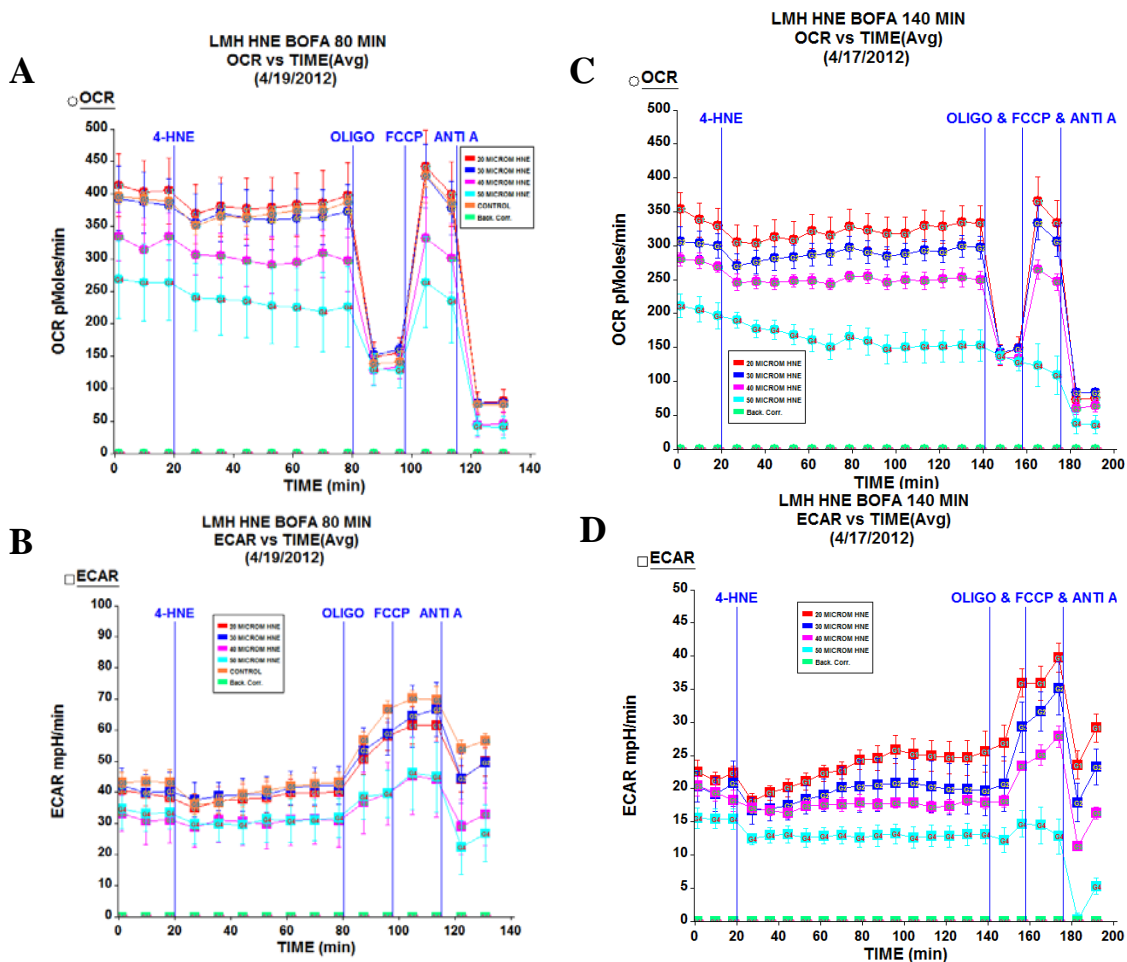 A
LMH HNE BOFA 80 MIN
OCR vs TIME(Avg)
(4/19/2012)
OCR
4-HNE OLIGO FCCP ANTI A
20 MICROM HNE
30 MICROM HNE
40 MICROM HNE
50 MICROM HNE
CONTROL
Back. Corr.
OCR pMoles/min
500
450
400
350
300
250
200
150
100
50
0
0 20 40 60 80 100 120 140
TIME (min)
C
LMH HNE BOFA 140 MIN
OCR vs TIME(Avg)
(4/17/2012)
OCR
4-HNE OLIGO & FCCP & ANTI A
20 MICROM HNE
30 MICROM HNE
40 MICROM HNE
50 MICROM HNE
Back. Corr.
OCR pMoles/min
500
450
400
350
300
250
200
150
100
50
0
0 20 40 60 80 100 120 140 160 180 200
TIME (min)
B
LMH HNE BOFA 80 MIN
ECAR vs TIME(Avg)
(4/19/2012)
ECAR
4-HNE OLIGO FCCP ANTI A
20 MICROM HNE
30 MICROM HNE
40 MICROM HNE
50 MICROM HNE
CONTROL
Back. Corr.
ECAR mpH/min
100
90
80
70
60
50
40
30
20
10
0
0 20 40 60 80 100 120 140
TIME (min)
D
LMH HNE BOFA 140 MIN
ECAR vs TIME(Avg)
(4/17/2012)
ECAR
4-HNE OLIGO & FCCP & ANTI A
20 MICROM HNE
30 MICROM HNE
40 MICROM HNE
50 MICROM HNE
Back. Corr.
ECAR mpH/min
50
45
40
35
30
25
20
15
10
5
0
0 20 40 60 80 100 120 140 160 180 200
TIME (min)